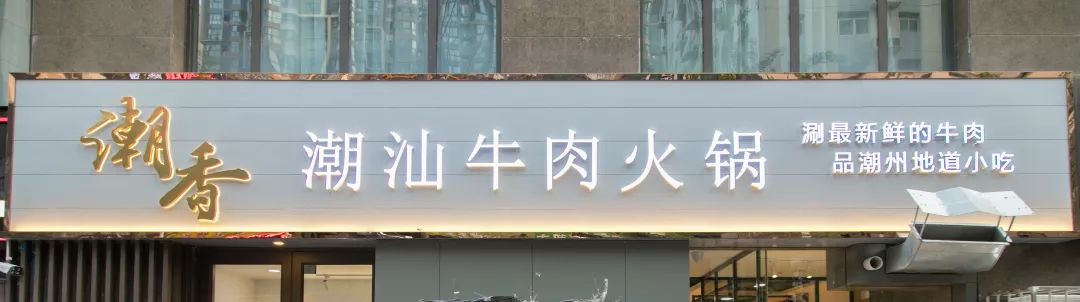 潮香
潮汕牛肉火锅
涮最新鲜的牛肉
品潮州地道小吃